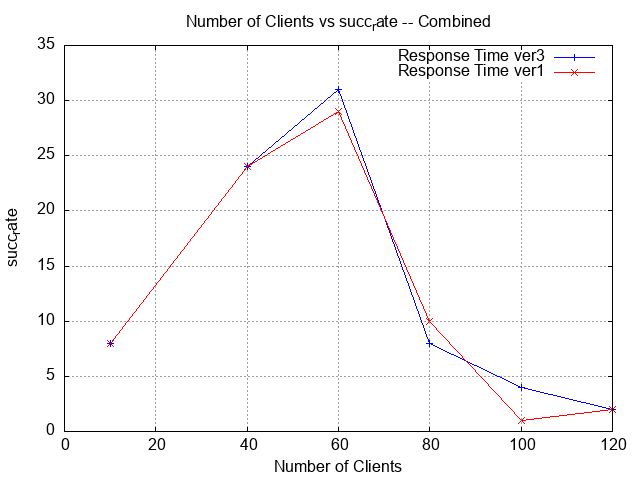 Number of Clients vs succrate -- Combined
Response Time ver3
Response Time ver1
35
30
25
20
15
10
5
0
succrate
0 20 40 60 80 100 120
Number of Clients